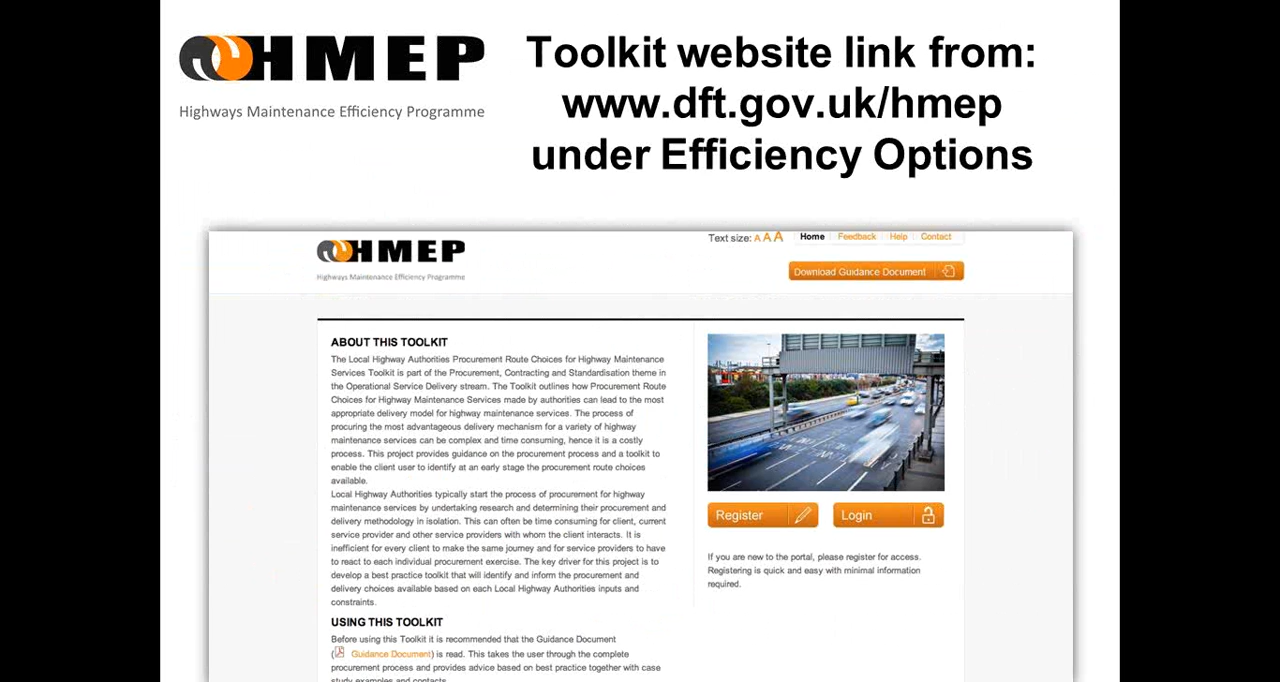 HMEP
Highways Maintenance Efficiency Programme
Toolkit website link from:
www.dft.gov.uk/hmep
under Efficiency Options
HMEP
Highways Maintenance Efficiency Programme
Text size: A A A Home Feedback Help Contact
Download Guidance Document
ABOUT THIS TOOLKIT
The Local Highway Authorities Procurement Route Choices for Highway Maintenance
Services Toolkit is part of the Procurement, Contracting and Standardisation theme in
the Operational Service Delivery stream. The Toolkit outlines how Procurement Route
Choices for Highway Maintenance Services made by authorities can lead to the most
appropriate delivery model for highway maintenance services. The process of
procuring the most advantageous delivery mechanism for a variety of highway
maintenance services can be complex and time consuming, hence it is a costly
process. This project provides guidance on the procurement process and a toolkit to
enable the client user to identify at an early stage the procurement route choices
available.
Local Highway Authorities typically start the process of procurement for highway
maintenance services by undertaking research and determining their procurement and
delivery methodology in isolation. This can often be time consuming for client, current
service provider and other service providers with whom the client interacts. It is
inefficient for every client to make the same journey and for service providers to have
to react to each individual procurement exercise. The key driver for this project is to
develop a best practice toolkit that will identify and inform the procurement and
delivery choices available based on each Local Highway Authorities inputs and
constraints.
Register
Login
If you are new to the portal, please register for access.
Registering is quick and easy with minimal information
required.
USING THIS TOOLKIT
Before using this Toolkit it is recommended that the Guidance Document
( Guidance Document) is read. This takes the user through the complete
procurement process and provides advice based on best practice together with case
study examples and contacts.